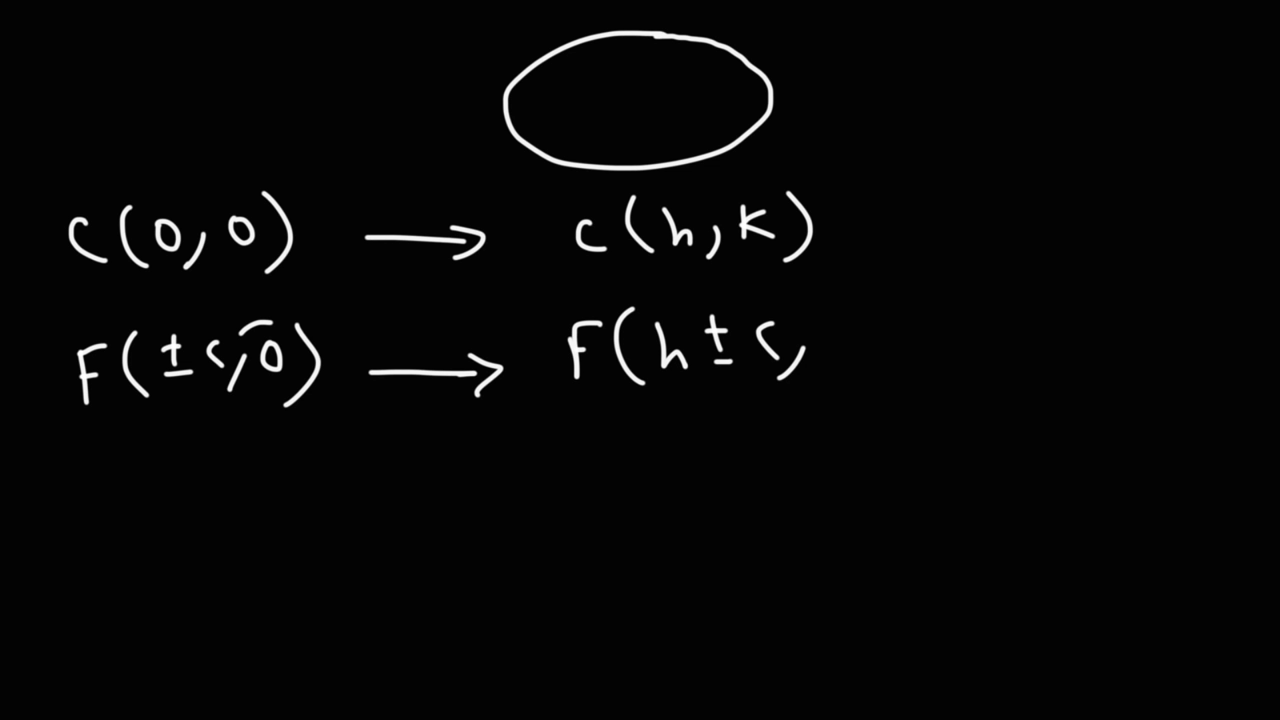 C(0,0) → C(h,k)
F(±c,0) → F(h±c,